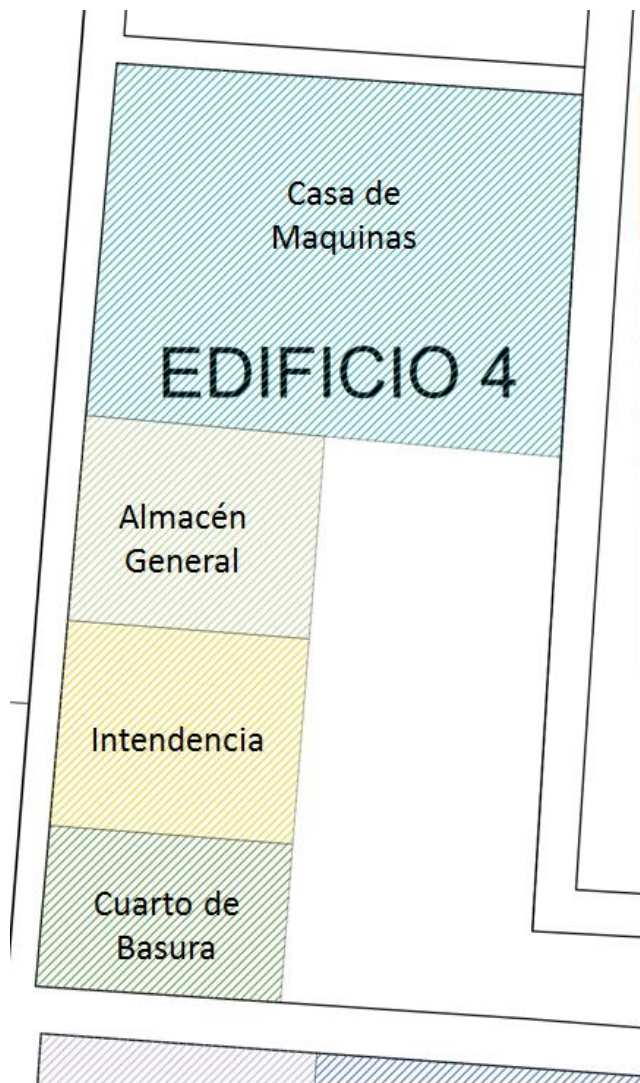 Casa de
Maquinas
EDIFICIO 4
Almacén
General
Intendencia
Cuarto de
Basura